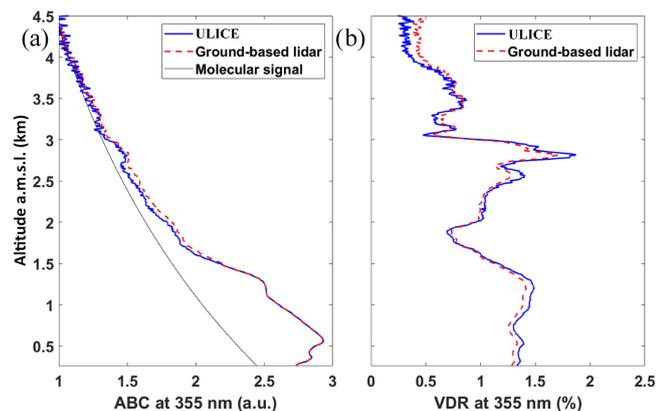 (a)
ULICE
Ground-based lidar
Molecular signal
Altitude a.m.s.l. (km)
4.5
4
3.5
3
2.5
2
1.5
1
0.5
1
1.5
2
2.5
3
ABC at 355 nm (a.u.)
(b)
ULICE
Ground-based lidar
0
0.5
1
1.5
2
2.5
VDR at 355 nm (%)